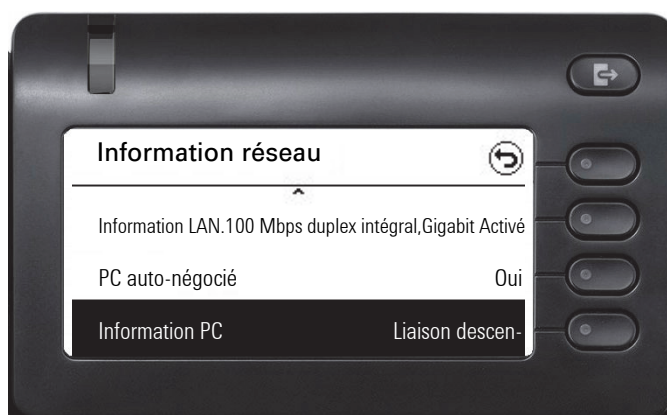 Information réseau
Information LAN.100 Mbps duplex intégral,Gigabit Activé
PC auto-négocié Oui
Information PC Liaison descen-